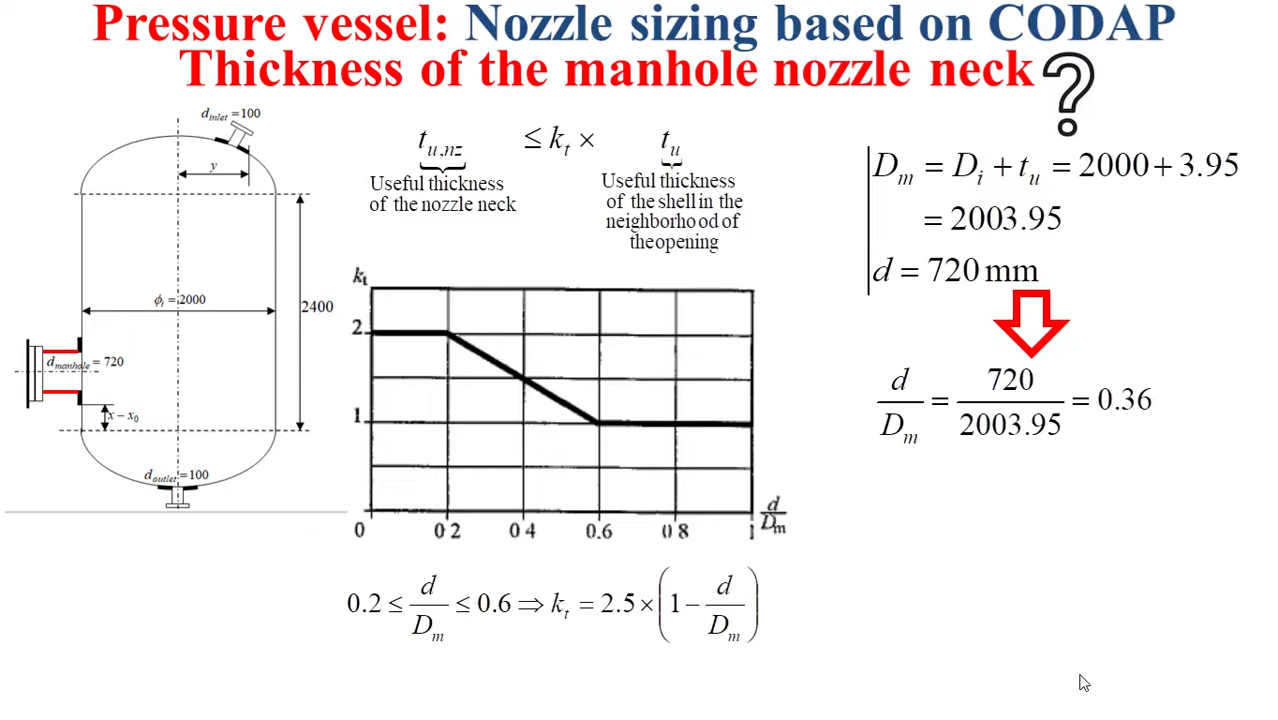 Pressure vessel: Nozzle sizing based on CODAP
Thickness of the manhole nozzle neck ?
d_inlet = 100
y
ϕ_i = 2000
2400
d_manhole = 720
x − x_0
d_outlet = 100
t_{u,nz} ≤ k_t × t_u
Useful thickness
of the nozzle neck
Useful thickness
of the shell in the
neighborhood of
the opening
k_t
2
1
0 0 2 0 4 0.6 0 8 1
d/D_m
0.2 ≤ d/D_m ≤ 0.6 ⇒ k_t = 2.5 × (1 − d/D_m)
D_m = D_i + t_u = 2000 + 3.95
= 2003.95
d = 720 mm
d/D_m = 720/2003.95 = 0.36